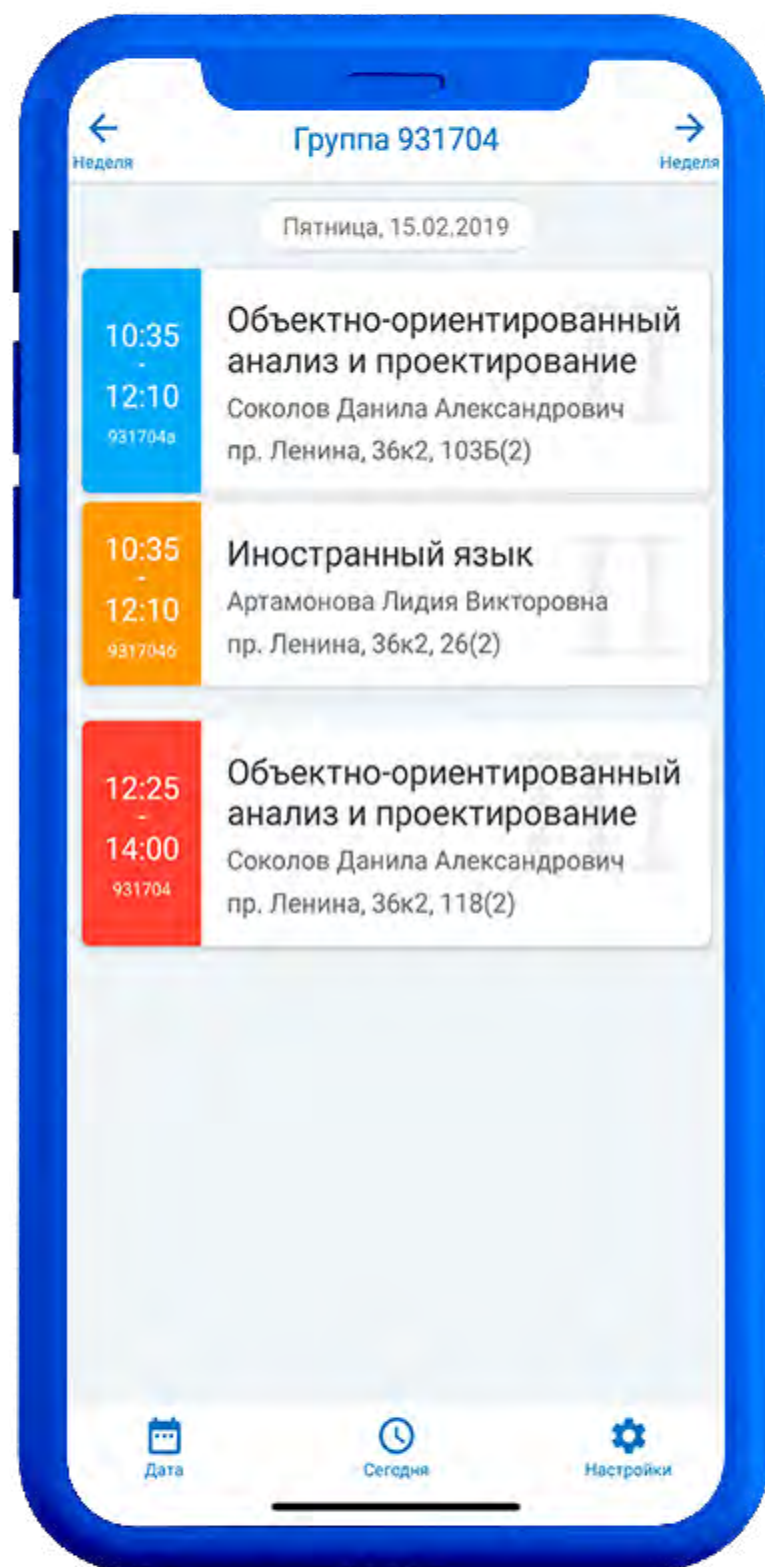 Группа 931704
Неделя
Неделя
Пятница, 15.02.2019
10:35
-
12:10
931704а
Объектно-ориентированный
анализ и проектирование
Соколов Данила Александрович
пр. Ленина, 36к2, 103Б(2)
10:35
-
12:10
931704б
Иностранный язык
Артамонова Лидия Викторовна
пр. Ленина, 36к2, 26(2)
12:25
-
14:00
931704
Объектно-ориентированный
анализ и проектирование
Соколов Данила Александрович
пр. Ленина, 36к2, 118(2)
Дата
Сегодня
Настройки